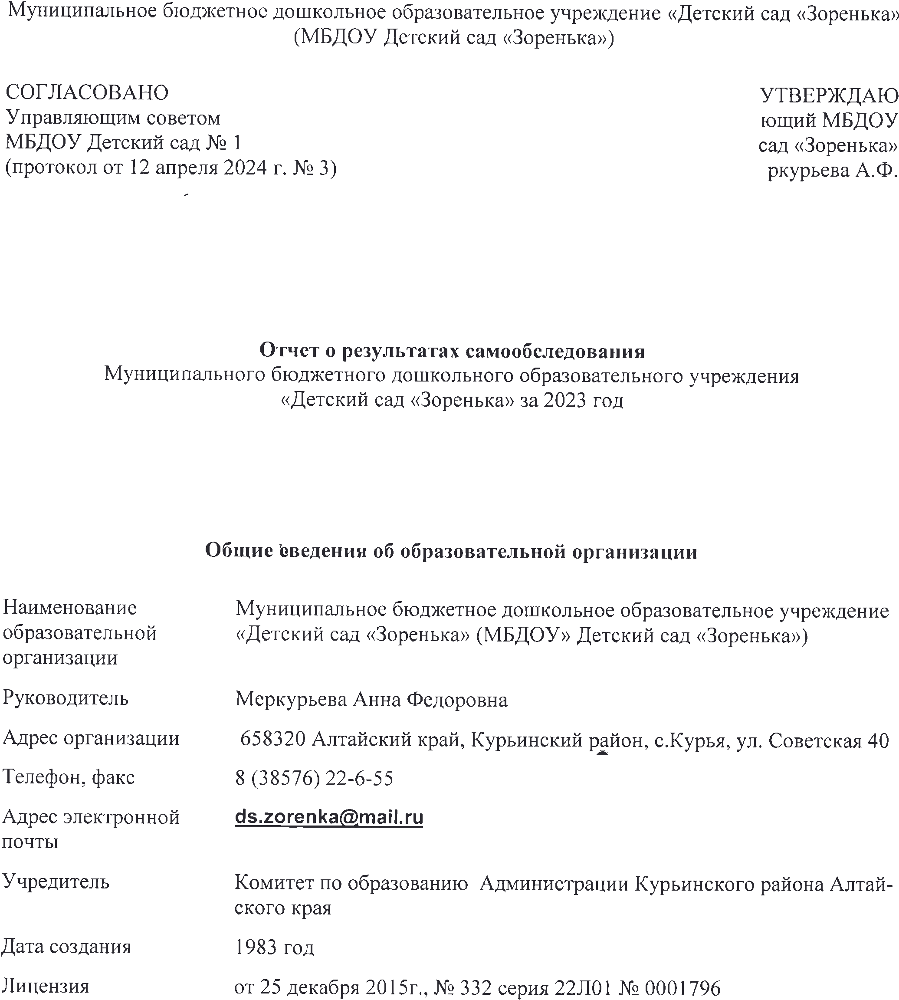 Муниципальное бюджетное дошкольное образовательное учреждение «Детский сад «Зоренька»
(МБДОУ Детский сад «Зоренька»)
СОГЛАСОВАНО
Управляющим советом
МБДОУ Детский сад № 1
(протокол от 12 апреля 2024 г. № 3)
УТВЕРЖДАЮ
ющий МБДОУ
сад «Зоренька»
ркурьева А.Ф.
Отчет о результатах самообследования
Муниципального бюджетного дошкольного образовательного учреждения
«Детский сад «Зоренька» за 2023 год
Общие сведения об образовательной организации
Наименование
образовательной
организации
Муниципальное бюджетное дошкольное образовательное учреждение
«Детский сад «Зоренька» (МБДОУ» Детский сад «Зоренька»)
Руководитель
Меркурьева Анна Федоровна
Адрес организации
658320 Алтайский край, Курьинский район, с.Курья, ул. Советская 40
Телефон, факс
8 (38576) 22-6-55
Адрес электронной
почты
ds.zorenka@mail.ru
Учредитель
Комитет по образованию Администрации Курьинского района Алтай-
ского края
Дата создания
1983 год
Лицензия
от 25 декабря 2015г., № 332 серия 22Л01 № 0001796